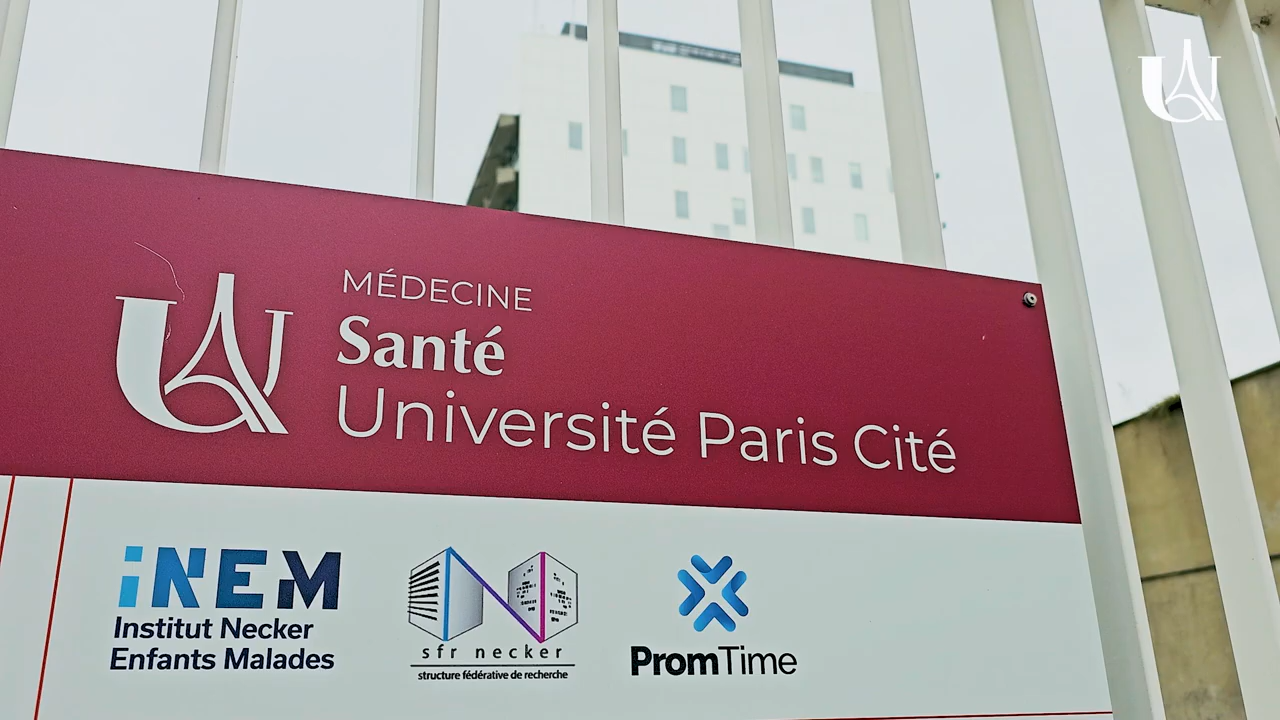 MÉDECINE
Santé
Université Paris Cité
iNEM
Institut Necker
Enfants Malades
sfr necker
structure fédérative de recherche
PromTime